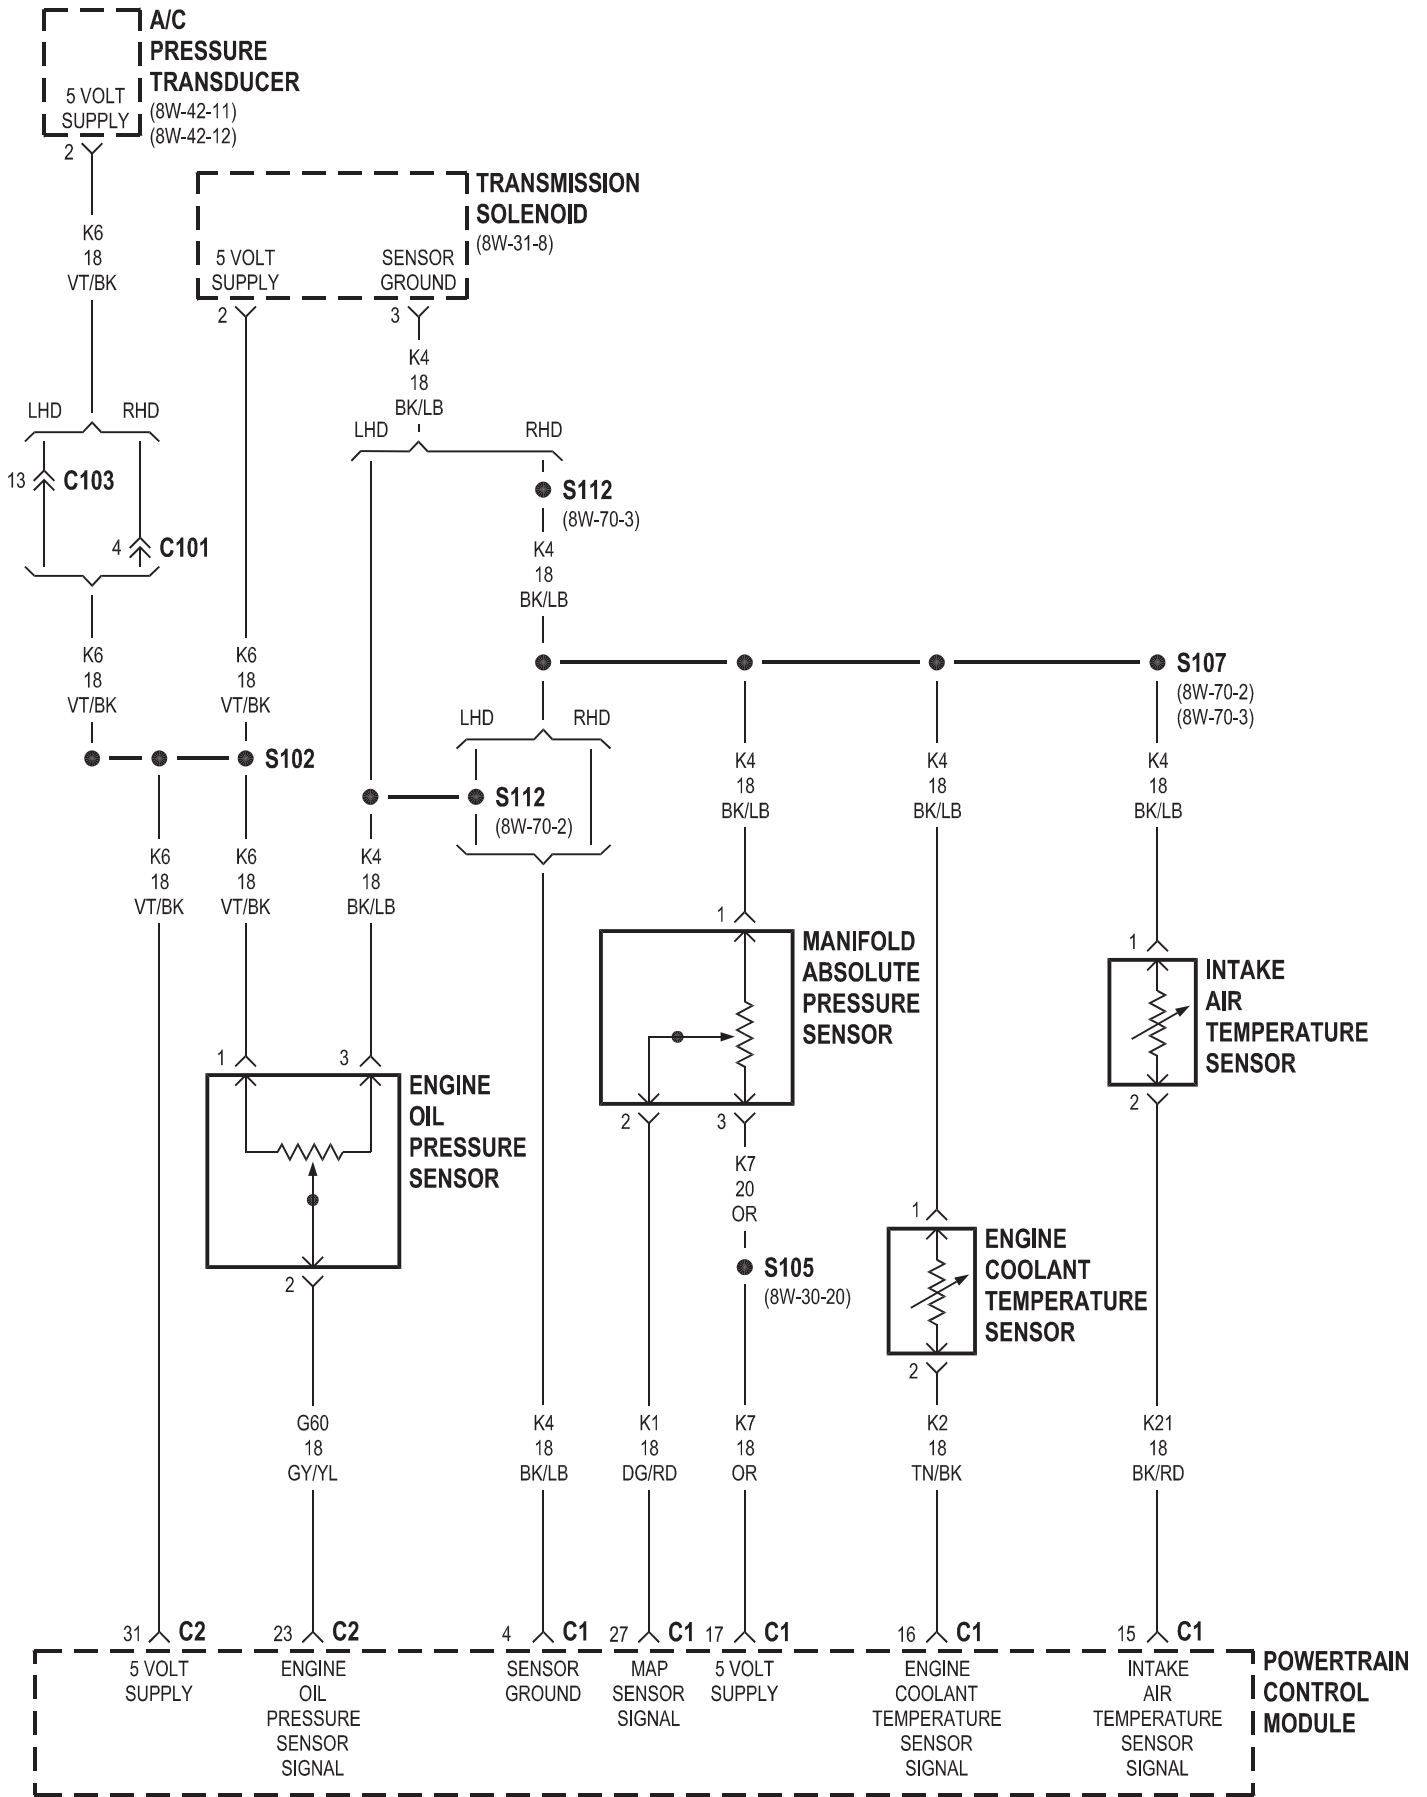 A/C
PRESSURE
TRANSDUCER
(8W-42-11)
(8W-42-12)
5 VOLT
SUPPLY
2
K6
18
VT/BK
TRANSMISSION
SOLENOID
(8W-31-8)
5 VOLT
SUPPLY
SENSOR
GROUND
2
3
K4
18
BK/LB
LHD
RHD
13
C103
4
C101
LHD
RHD
S112
(8W-70-3)
K4
18
BK/LB
K6
18
VT/BK
K6
18
VT/BK
S102
S107
(8W-70-2)
(8W-70-3)
LHD
RHD
S112
(8W-70-2)
K4
18
BK/LB
K4
18
BK/LB
K4
18
BK/LB
K6
18
VT/BK
K6
18
VT/BK
K4
18
BK/LB
1
MANIFOLD
ABSOLUTE
PRESSURE
SENSOR
1
INTAKE
AIR
TEMPERATURE
SENSOR
1
3
ENGINE
OIL
PRESSURE
SENSOR
2
3
2
K7
20
OR
S105
(8W-30-20)
1
ENGINE
COOLANT
TEMPERATURE
SENSOR
2
2
G60
18
GY/YL
K4
18
BK/LB
K1
18
DG/RD
K7
18
OR
K2
18
TN/BK
K21
18
BK/RD
31
C2
23
C2
4
C1
27
C1
17
C1
16
C1
15
C1
5 VOLT
SUPPLY
ENGINE
OIL
PRESSURE
SENSOR
SIGNAL
SENSOR
GROUND
MAP
SENSOR
SIGNAL
5 VOLT
SUPPLY
ENGINE
COOLANT
TEMPERATURE
SENSOR
SIGNAL
INTAKE
AIR
TEMPERATURE
SENSOR
SIGNAL
POWERTRAIN
CONTROL
MODULE